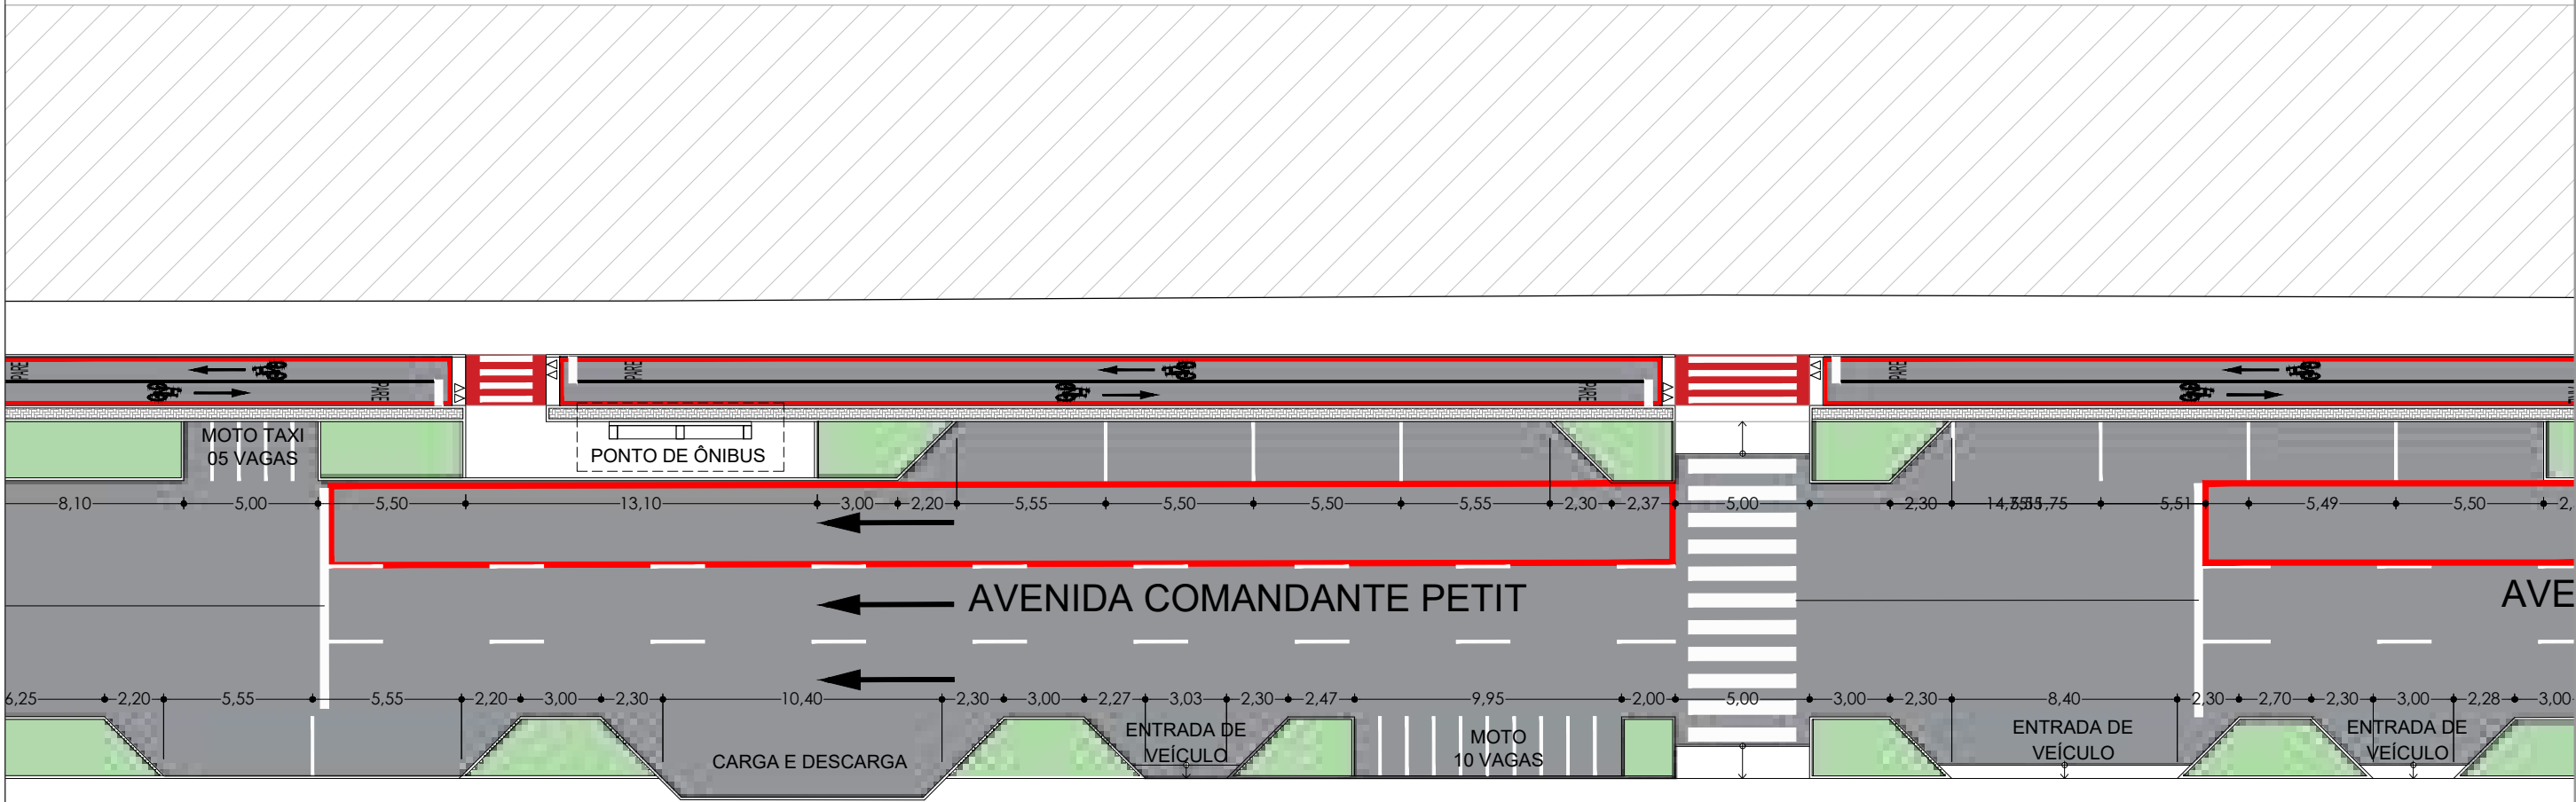 PARE
PARE
PARE
PARE
PARE
MOTO TAXI
05 VAGAS
PONTO DE ÔNIBUS
8,10
5,00
5,50
13,10
3,00
2,20
5,55
5,50
5,50
5,55
2,30
2,37
5,00
2,30
5,51
5,49
5,50
2,
AVENIDA COMANDANTE PETIT
AVE
6,25
2,20
5,55
5,55
2,20
3,00
2,30
10,40
2,30
3,00
2,27
3,03
2,30
2,47
9,95
2,00
5,00
3,00
2,30
8,40
2,30
2,70
2,30
3,00
2,28
3,00
CARGA E DESCARGA
ENTRADA DE
VEÍCULO
MOTO
10 VAGAS
ENTRADA DE
VEÍCULO
ENTRADA DE
VEÍCULO